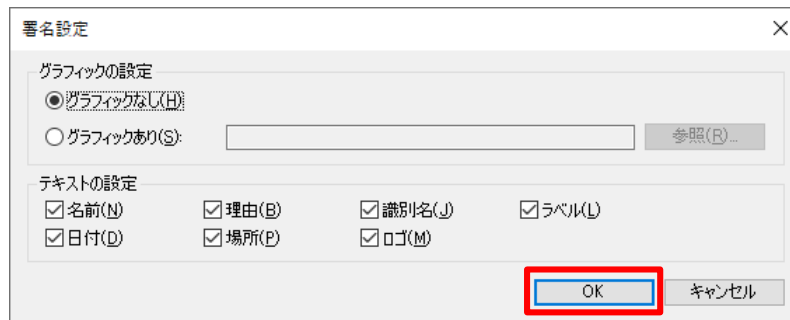 署名設定
グラフィックの設定
グラフィックなし(H)
グラフィックあり(S):
参照(R)...
テキストの設定
名前(N) 理由(B) 識別名(J) ラベル(L)
日付(D) 場所(P) ロゴ(M)
OK キャンセル